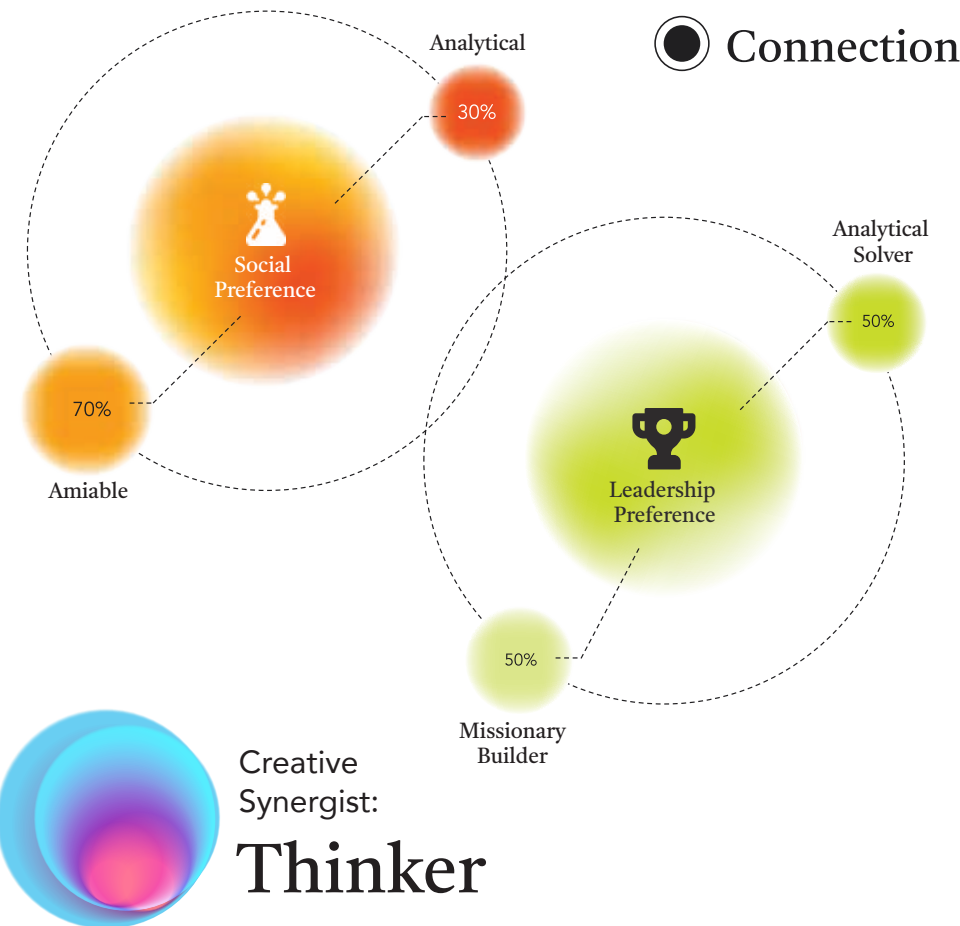 Connection
Analytical
30%
Social
Preference
70%
Amiable
Analytical
Solver
50%
Leadership
Preference
50%
Missionary
Builder
Creative
Synergist:
Thinker